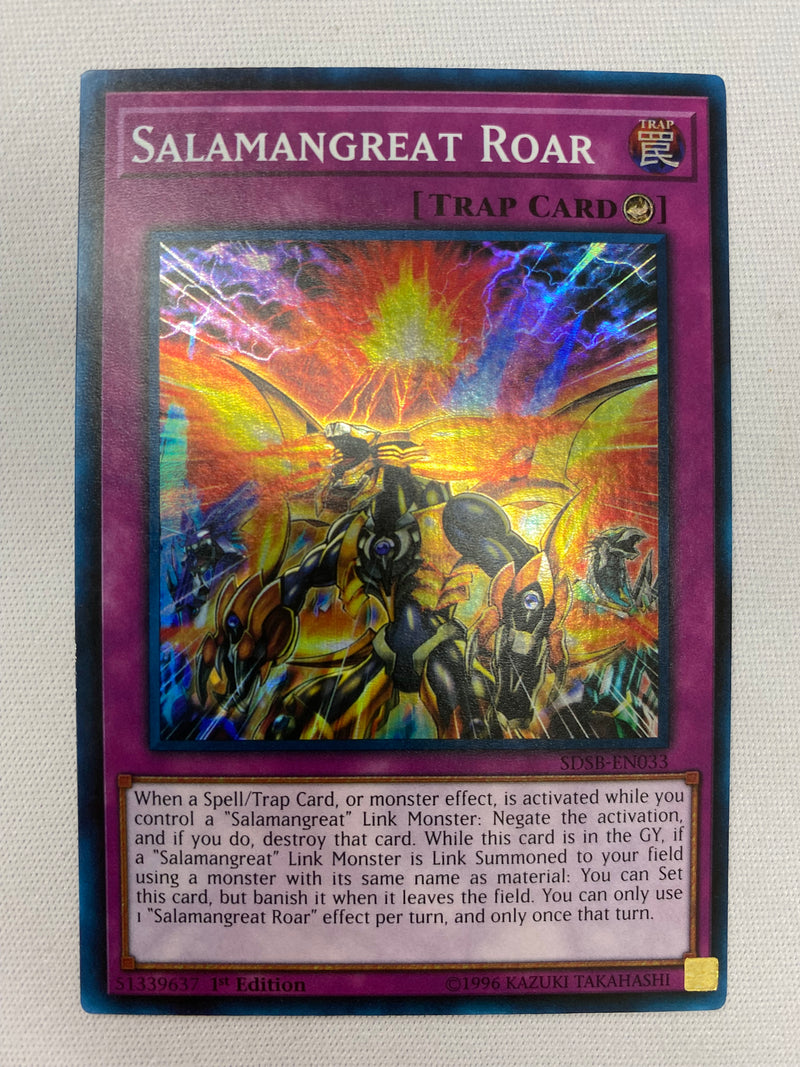 SALAMANGREAT ROAR
TRAP
罠
[TRAP CARD]
SDSB-EN033
When a Spell/Trap Card, or monster effect, is activated while you
control a "Salamangreat" Link Monster: Negate the activation,
and if you do, destroy that card. While this card is in the GY, if
a "Salamangreat" Link Monster is Link Summoned to your field
using a monster with its same name as material: You can Set
this card, but banish it when it leaves the field. You can only use
1 "Salamangreat Roar" effect per turn, and only once that turn.
51339637 1st Edition ©1996 KAZUKI TAKAHASHI